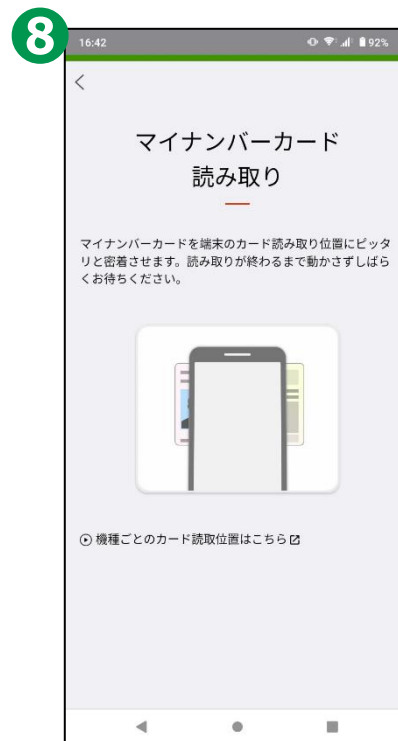 8
16:42 92%
マイナンバーカード
読み取り
マイナンバーカードを端末のカード読み取り位置にピッタ
リと密着させます。読み取りが終わるまで動かさずしばら
くお待ちください。
機種ごとのカード読取位置はこちら